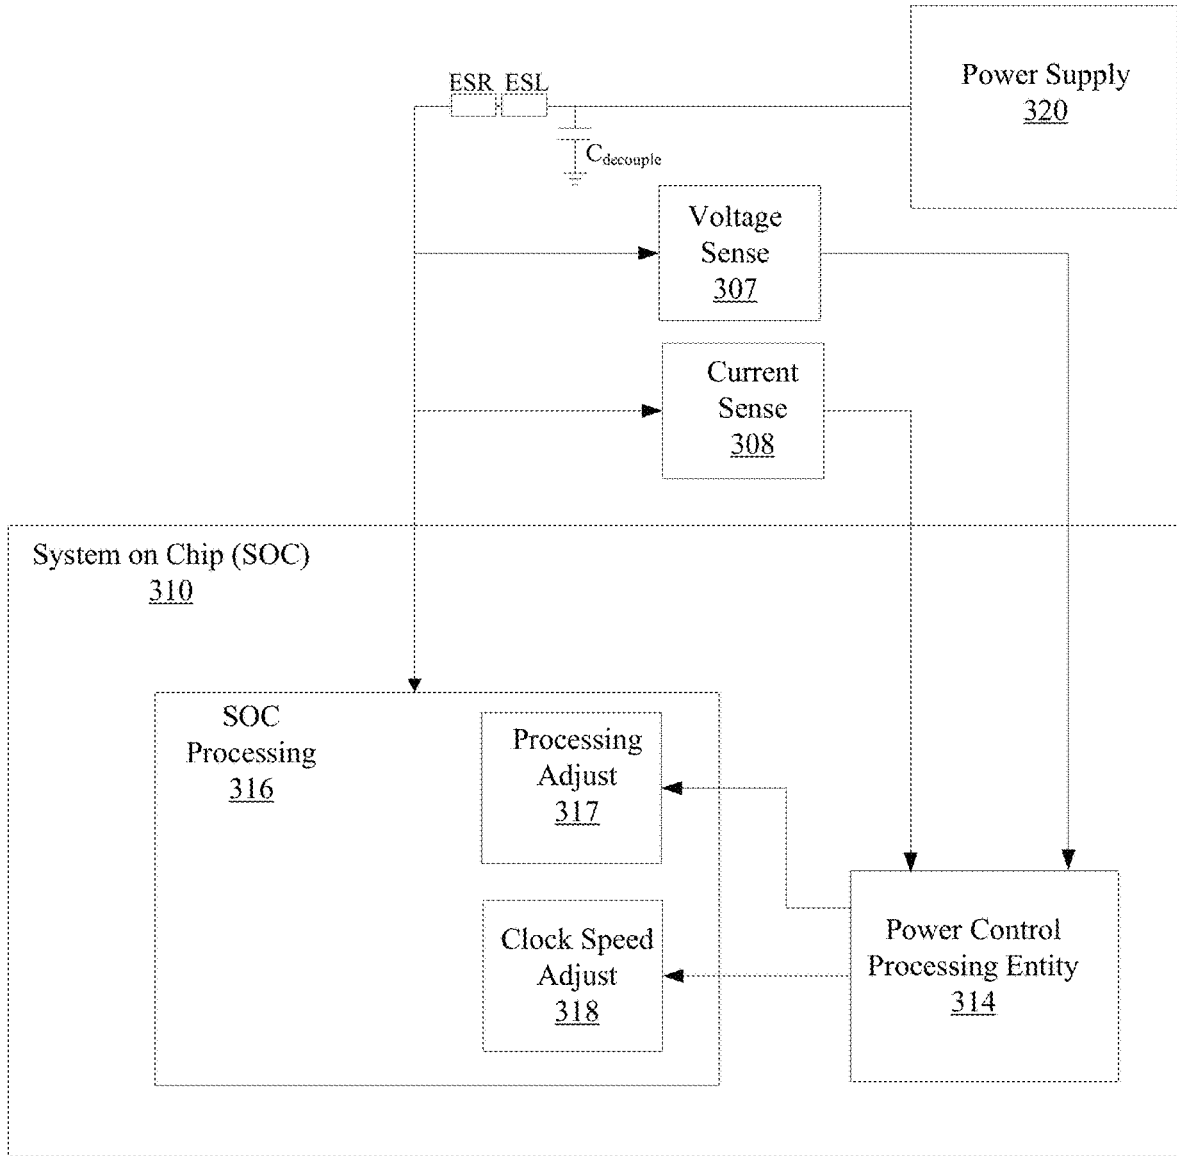 Power Supply
320
ESR ESL
Cdecouple
Voltage
Sense
307
Current
Sense
308
System on Chip (SOC)
310
SOC
Processing
316
Processing
Adjust
317
Clock Speed
Adjust
318
Power Control
Processing Entity
314